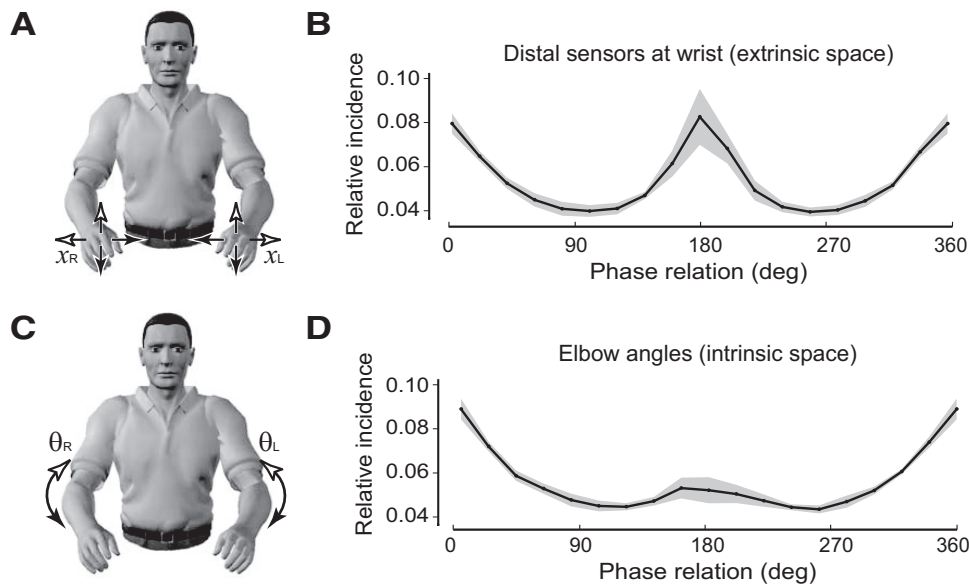 A
xR
xL
B
Distal sensors at wrist (extrinsic space)
Relative incidence
0.10
0.08
0.06
0.04
0
90
180
270
360
Phase relation (deg)
C
θR
θL
D
Elbow angles (intrinsic space)
Relative incidence
0.10
0.08
0.06
0.04
0
90
180
270
360
Phase relation (deg)